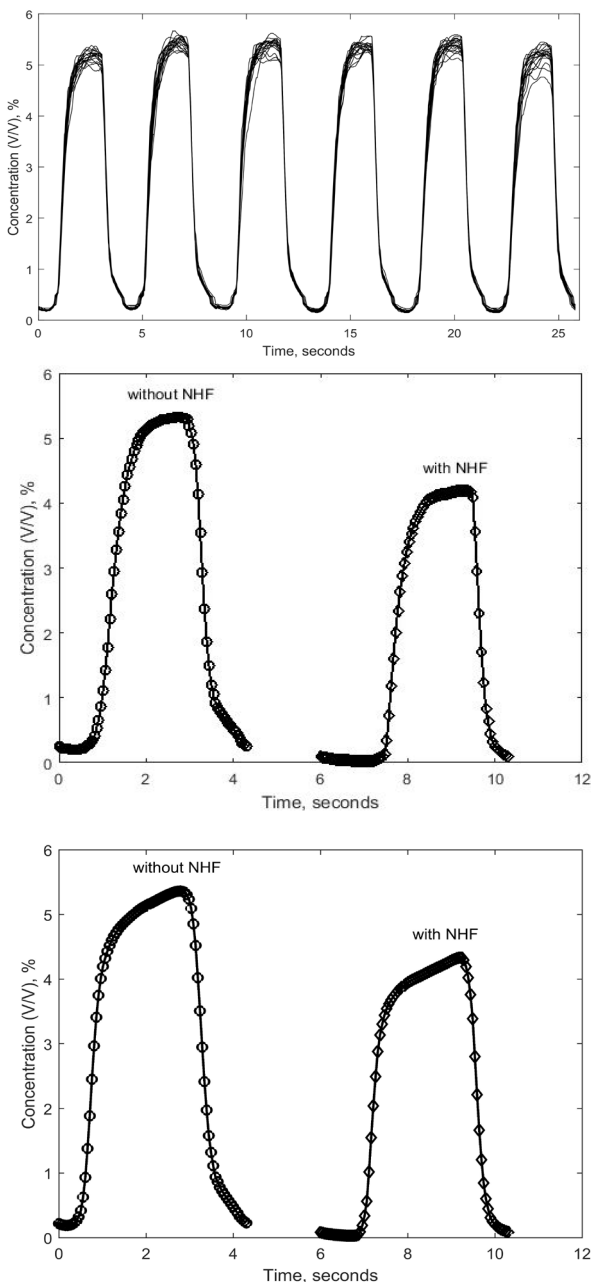 6
5
4
3
2
1
0
Concentration (V/V), %
0 5 10 15 20 25
Time, seconds
6
5
4
3
2
1
0
Concentration (V/V), %
without NHF
with NHF
0 2 4 6 8 10 12
Time, seconds
6
5
4
3
2
1
0
Concentration (V/V), %
without NHF
with NHF
0 2 4 6 8 10 12
Time, seconds